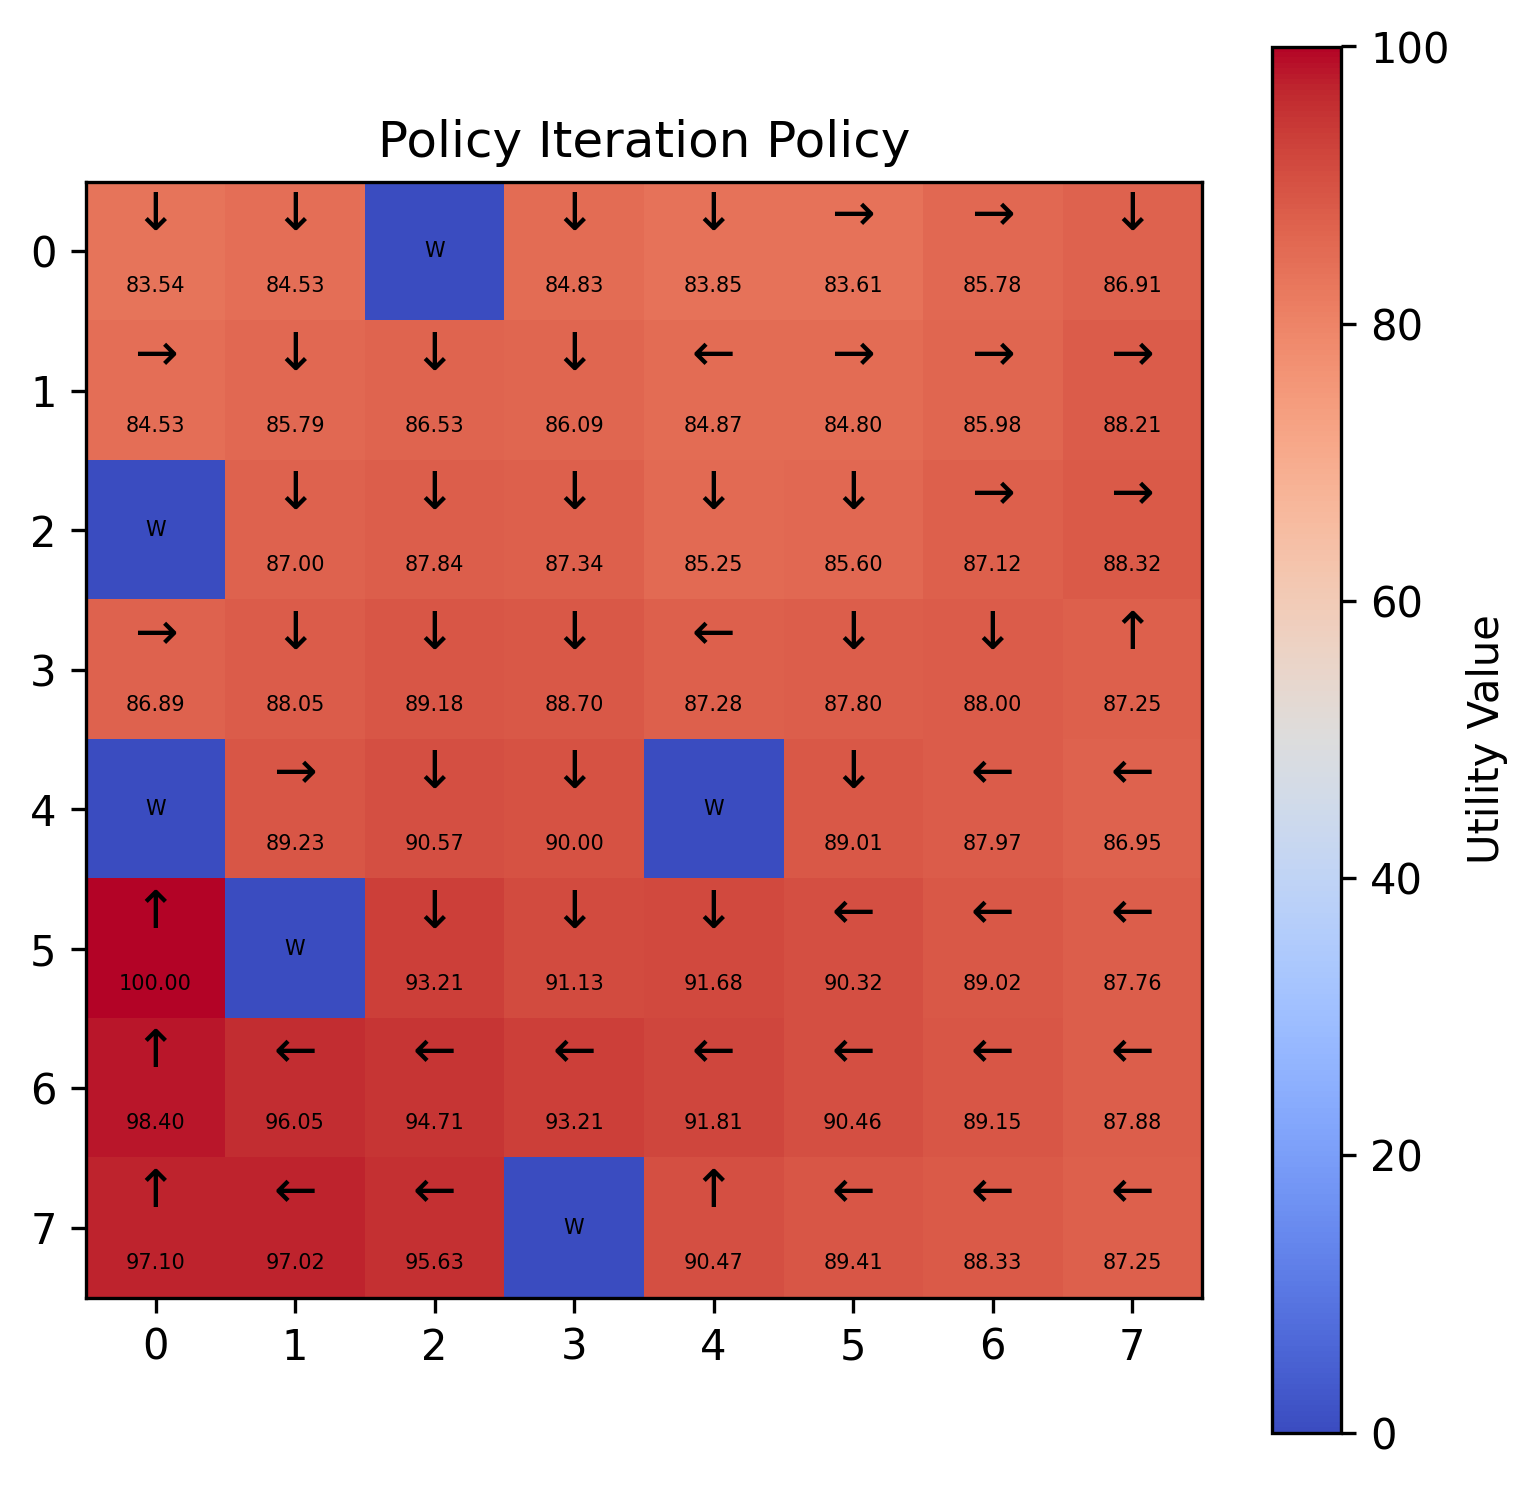 Policy Iteration Policy
↓ ↓ ↓ ↓ → → ↓
0 W
83.54 84.53 84.83 83.85 83.61 85.78 86.91
→ ↓ ↓ ↓ ← → → →
1
84.53 85.79 86.53 86.09 84.87 84.80 85.98 88.21
↓ ↓ ↓ ↓ ↓ → →
2 W
87.00 87.84 87.34 85.25 85.60 87.12 88.32
→ ↓ ↓ ↓ ← ↓ ↓ ↑
3
86.89 88.05 89.18 88.70 87.28 87.80 88.00 87.25
→ ↓ ↓ ↓ ← ←
4 W W
89.23 90.57 90.00 89.01 87.97 86.95
↑ ↓ ↓ ↓ ← ← ←
5 W
100.00 93.21 91.13 91.68 90.32 89.02 87.76
↑ ← ← ← ← ← ← ←
6
98.40 96.05 94.71 93.21 91.81 90.46 89.15 87.88
↑ ← ← ↑ ← ← ←
7 W
97.10 97.02 95.63 90.47 89.41 88.33 87.25
0 1 2 3 4 5 6 7
100
80
60
40
20
0
Utility Value